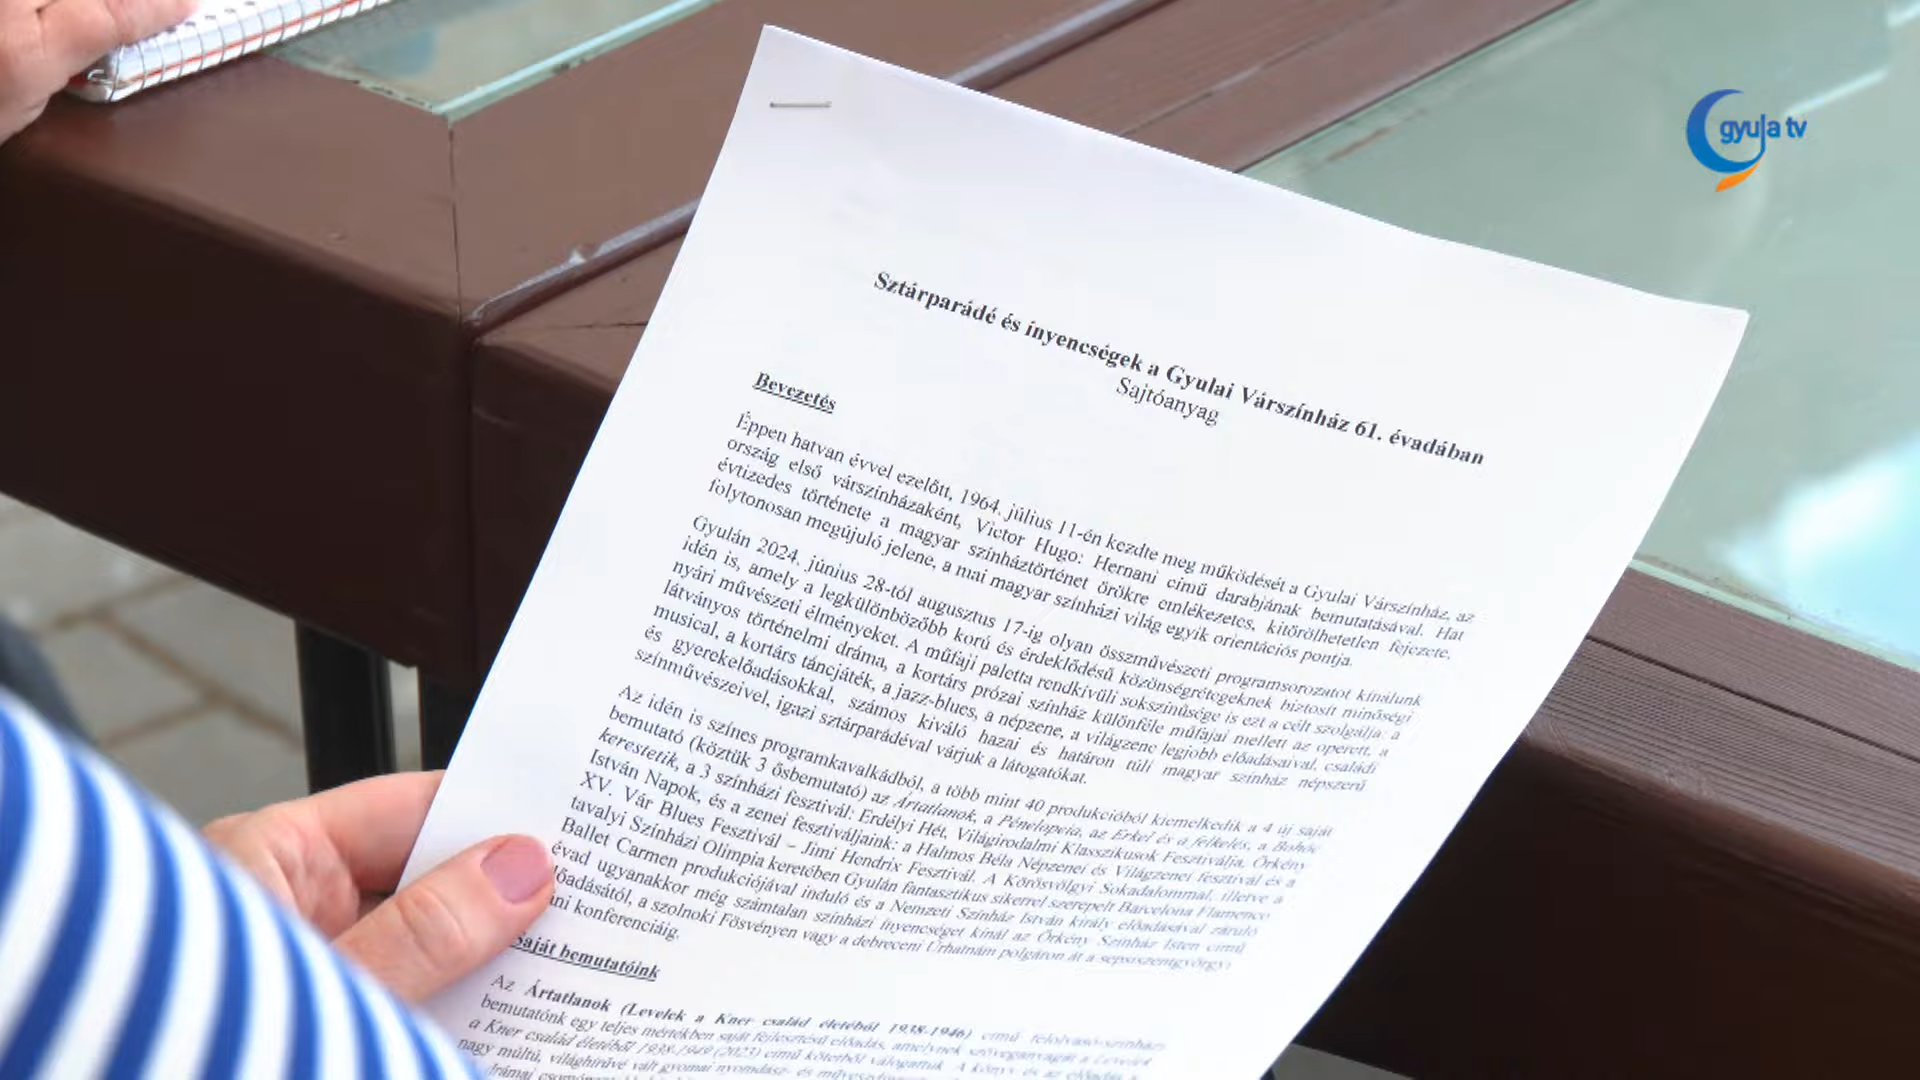 gyula tv
Sztárparádé és ínyencségek a Gyulai Várszínház 61. évadában
Sajtóanyag
Bevezetés
Éppen hatvan évvel ezelőtt, 1964. július 11-én kezdte meg működését a Gyulai Várszínház, az
ország első várszínházaként, Victor Hugo: Hernani című darabjának bemutatásával. Hat
évtizedes története a magyar színháztörténet örökre emlékezetes, kitörölhetetlen fejezete,
folytonosan megújuló jelene, a mai magyar színházi világ egyik orientációs pontja.
Gyulán 2024. június 28-tól augusztus 17-ig olyan összművészeti programsorozatot kínálunk
idén is, amely a legkülönbözőbb korú és érdeklődésű közönségrétegeknek biztosít minőségi
nyári művészeti élményeket. A műfaji paletta rendkívüli sokszínűsége is ezt a célt szolgálja: a
látványos történelmi dráma, a kortárs prózai színház különféle műfajai mellett az operett, a
musical, a kortárs táncjáték, a jazz-blues, a népzene, a világzene legjobb előadásaival, családi
és gyerekelőadásokkal, számos kiváló hazai és határon túli magyar színház népszerű
színművészeivel, igazi sztárparádéval várjuk a látogatókat.
Az idén is színes programkavalkádból, a több mint 40 produkcióból kiemelkedik a 4 új saját
bemutató (köztük 3 ősbemutató) az Ártatlanok, a Pénelopeia, az Erkel és a felkelés, a Bohóc
kerestetik, a 3 színházi fesztivál: Erdélyi Hét, Világirodalmi Klasszikusok Fesztiválja, Örkény
István Napok, és a zenei fesztiváljaink: a Halmos Béla Népzenei és Világzenei fesztivál és a
XV. Vár Blues Fesztivál – Jimi Hendrix Fesztivál. A Körösvölgyi Sokadalommal, illetve a
tavalyi Színházi Olimpia keretében Gyulán fantasztikus sikerrel szerepelt Barcelona Flamenco
Ballet Carmen produkciójával induló és a Nemzeti Színház István király előadásával záruló
évad ugyanakkor még számtalan színházi ínyencséget kínál az Örkény Színház Isten című
lőadásától, a szolnoki Fösvényen vagy a debreceni Úrhatnám polgáron át a sepsiszentgyörgyi
ani konferenciáig.
Saját bemutatóink
Az Ártatlanok (Levelek a Kner család életéből 1938-1946) című felolvasószínházi
bemutatónk egy teljes mértékben saját fejlesztésű előadás, amelynek szöveganyagát a Levelek
a Kner család életéből 1938-1949 (2023) című kötetből válogattuk. A könyv és az előadás a
nagy múltú, világhírűvé vált gyomai nyomdász- és
drámai